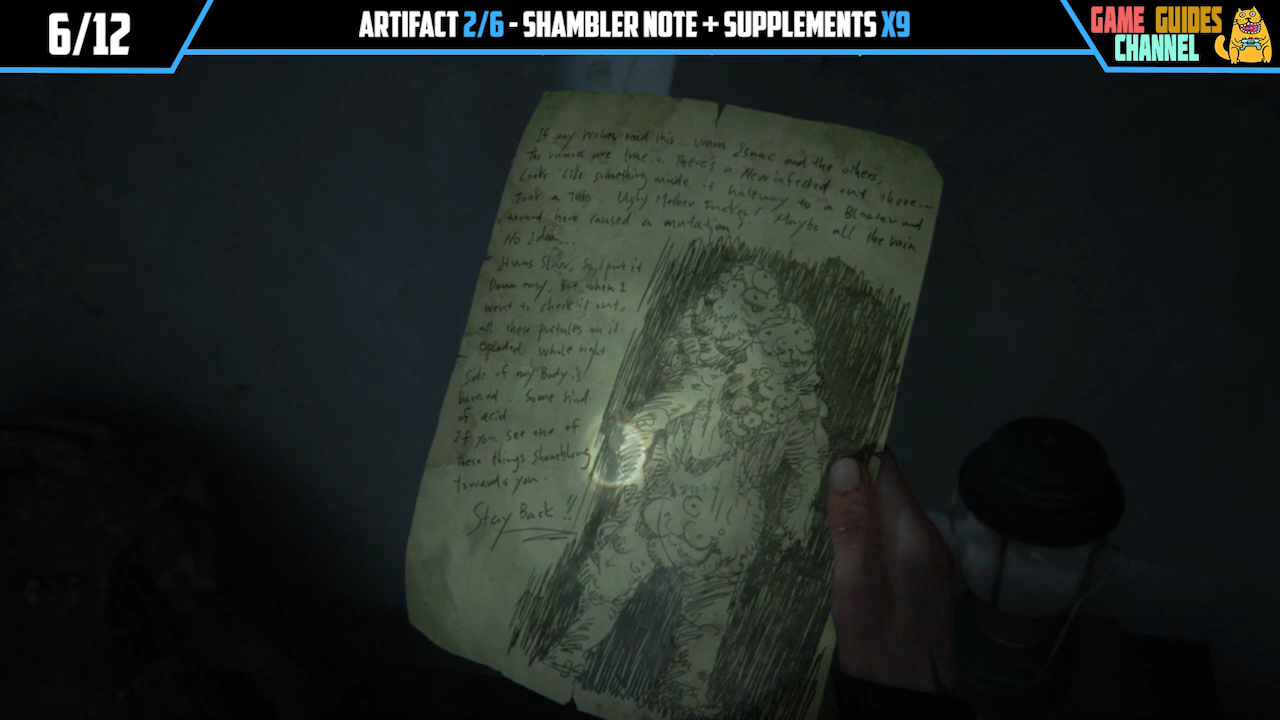 6/12
ARTIFACT 2/6 - SHAMBLER NOTE + SUPPLEMENTS X9
GAME GUIDES
CHANNEL
If any Wolves read this... warn Isaac and the others,
The rumors are true... There's a New infected out there...
Looks like something made it halfway to a Bloater and
Took a Turn. Ugly Mother Fucker! Maybe all the rain
around here caused a mutation?
No Idea...
Slow, so I put it
Down easy, But when I
went to check it out,
all these pustules on it
Exploded. Whole right
Side of my Body is
burned. Some kind
of acid
If you see one of
these things Shambling
towards you.
Stay Back!!